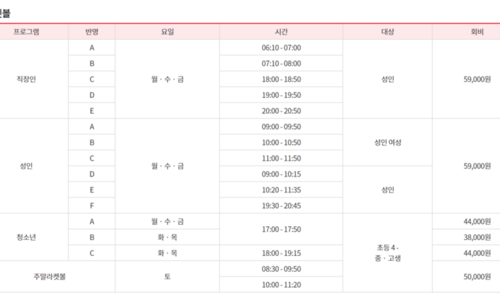 켓볼
프로그램 반명 요일 시간 대상 회비
직장인 월 · 수 · 금 성인 59,000원
A 06:10 - 07:00
B 07:10 - 08:00
C 18:00 - 18:50
D 19:00 - 19:50
E 20:00 - 20:50
성인 월 · 수 · 금 59,000원
A 09:00 - 09:50
B 10:00 - 10:50 성인 여성
C 11:00 - 11:50
D 09:00 - 10:15
E 10:20 - 11:35 성인
F 19:30 - 20:45
청소년
A 월 · 수 · 금 17:00 - 17:50 44,000원
B 화 · 목 38,000원
C 화 · 목 18:00 - 19:15 44,000원
초등 4 -
중 · 고생
주말라켓볼 토 08:30 - 09:50 50,000원
10:00 - 11:20